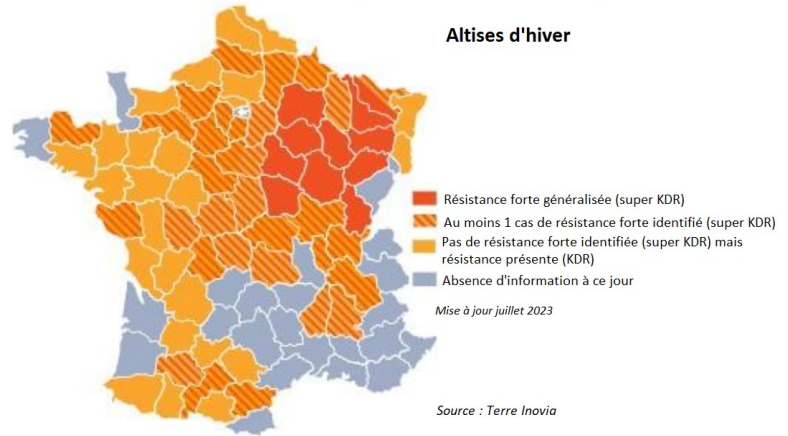 Altises d'hiver
Résistance forte généralisée (super KDR)
Au moins 1 cas de résistance forte identifié (super KDR)
Pas de résistance forte identifiée (super KDR) mais
résistance présente (KDR)
Absence d'information à ce jour
Mise à jour juillet 2023
Source : Terre Inovia